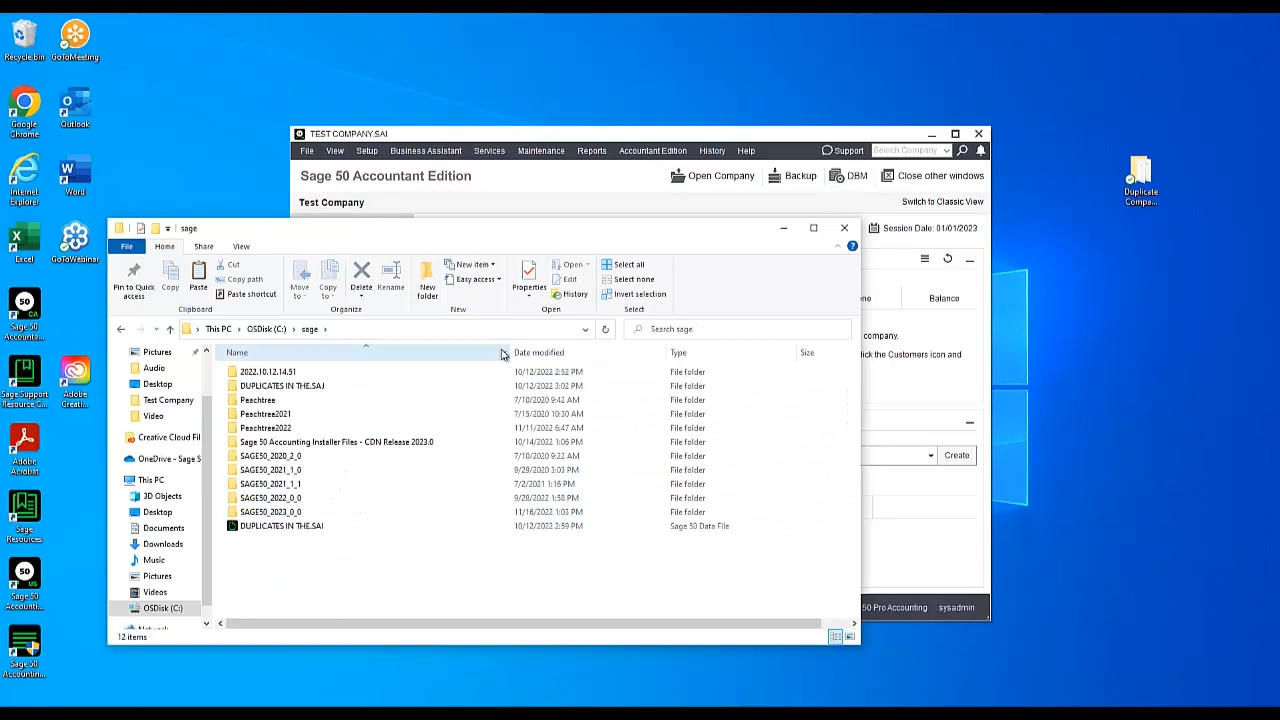 Recycle Bin
GoToMeeting
Google
Chrome
Outlook
Internet
Explorer
Word
Excel
GoToWebinar
50
CA
Sage 50
Accounta...
Sage Support
Resource C...
Adobe
Creati...
Adobe
Acrobat
Sage
Resources
50
US
Sage 50
Accounti...
Sage 50
Accountin...
Duplicate
Compa...
TEST COMPANY.SAI
File View Setup Business Assistant Services Maintenance Reports Accountant Edition History Help Support Search Company
Sage 50 Accountant Edition Open Company Backup DBM Close other windows
Test Company Switch to Classic View
Session Date: 01/01/2023
Balance
company.
click the Customers icon and
Create
50 Pro Accounting sysadmin
sage
File Home Share View
Pin to Quick
access
Copy
Paste
Cut
Copy path
Paste shortcut
Clipboard
Move
to
Copy
to
Delete
Rename
Organize
New
folder
New item
Easy access
New
Properties
Open
Edit
History
Open
Select all
Select none
Invert selection
Select
This PC OSDisk (C:) sage Search sage
Pictures
Audio
Desktop
Test Company
Video
Creative Cloud Fil
OneDrive - Sage S
This PC
3D Objects
Desktop
Documents
Downloads
Music
Pictures
Videos
OSDisk (C:)
Name Date modified Type Size
2022.10.12.14.51 10/12/2022 2:52 PM File folder
DUPLICATES IN THE.SAJ 10/12/2022 3:02 PM File folder
Peachtree 7/10/2020 9:42 AM File folder
Peachtree2021 7/15/2020 10:30 AM File folder
Peachtree2022 11/11/2022 6:47 AM File folder
Sage 50 Accounting Installer Files - CDN Release 2023.0 10/14/2022 1:06 PM File folder
SAGE50_2020_2_0 7/10/2020 9:22 AM File folder
SAGE50_2021_1_0 9/29/2020 3:03 PM File folder
SAGE50_2021_1_1 7/2/2021 1:16 PM File folder
SAGE50_2022_0_0 9/28/2022 1:58 PM File folder
SAGE50_2023_0_0 11/16/2022 1:03 PM File folder
DUPLICATES IN THE.SAI 10/12/2022 2:59 PM Sage 50 Data File
12 items